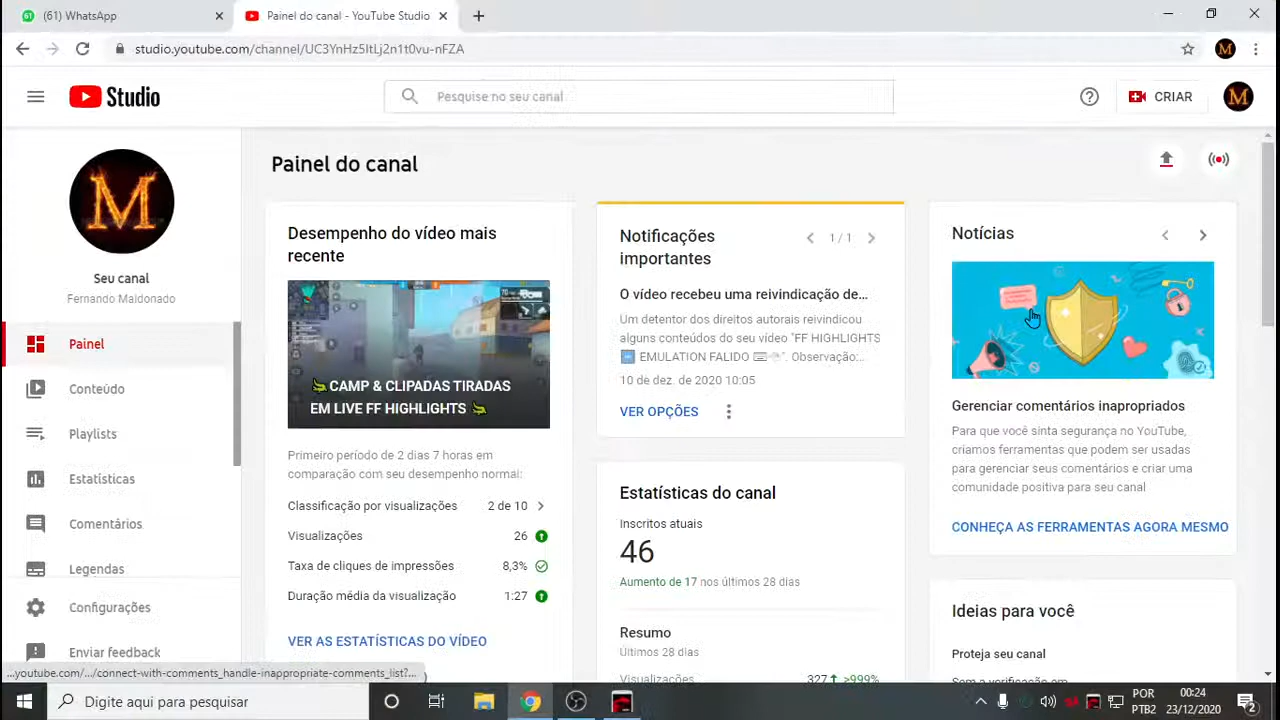 (61) WhatsApp
Painel do canal - YouTube Studio
studio.youtube.com/channel/UC3YnHz5ItLj2n1t0vu-nFZA
M
Studio
Pesquise no seu canal
CRIAR
M
M
Seu canal
Fernando Maldonado
Painel
Conteúdo
Playlists
Estatísticas
Comentários
Legendas
Configurações
Enviar feedback
Painel do canal
Desempenho do vídeo mais
recente
CAMP & CLIPADAS TIRADAS
EM LIVE FF HIGHLIGHTS
Primeiro período de 2 dias 7 horas em
comparação com seu desempenho normal:
Classificação por visualizações 2 de 10
Visualizações 26
Taxa de cliques de impressões 8,3%
Duração média da visualização 1:27
VER AS ESTATÍSTICAS DO VÍDEO
Notificações
importantes
1 / 1
O vídeo recebeu uma reivindicação de...
Um detentor dos direitos autorais reivindicou
alguns conteúdos do seu vídeo "FF HIGHLIGHTS
EMULATION FALIDO". Observação:...
10 de dez. de 2020 10:05
VER OPÇÕES
Estatísticas do canal
Inscritos atuais
46
Aumento de 17 nos últimos 28 dias
Resumo
Últimos 28 dias
Visualizações 327 >999%
Notícias
Gerenciar comentários inapropriados
Para que você sinta segurança no YouTube,
criamos ferramentas que podem ser usadas
para gerenciar seus comentários e criar uma
comunidade positiva para seu canal
CONHEÇA AS FERRAMENTAS AGORA MESMO
Ideias para você
Proteja seu canal
Sem a verificação em
...youtube.com/.../connect-with-comments_handle-inappropriate-comments_list?...
Digite aqui para pesquisar
POR
PTB2
00:24
23/12/2020
2